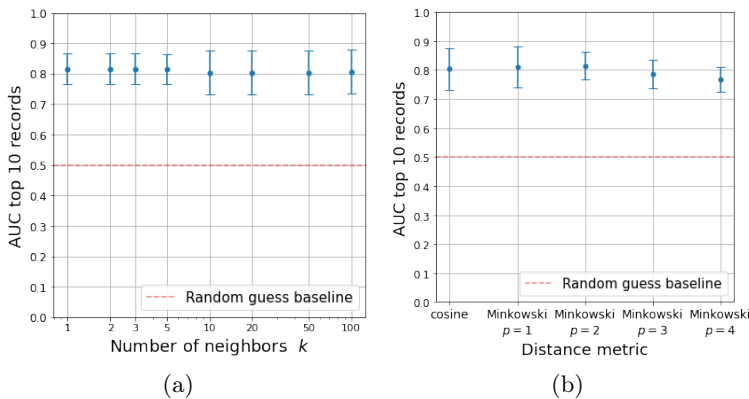 1.0
0.9
0.8
0.7
0.6
0.5
0.4
0.3
0.2
0.1
0.0
AUC top 10 records
Random guess baseline
1 2 3 5 10 20 50 100
Number of neighbors k
(a)
1.0
0.9
0.8
0.7
0.6
0.5
0.4
0.3
0.2
0.1
0.0
AUC top 10 records
Random guess baseline
cosine Minkowski Minkowski Minkowski Minkowski
p = 1 p = 2 p = 3 p = 4
Distance metric
(b)